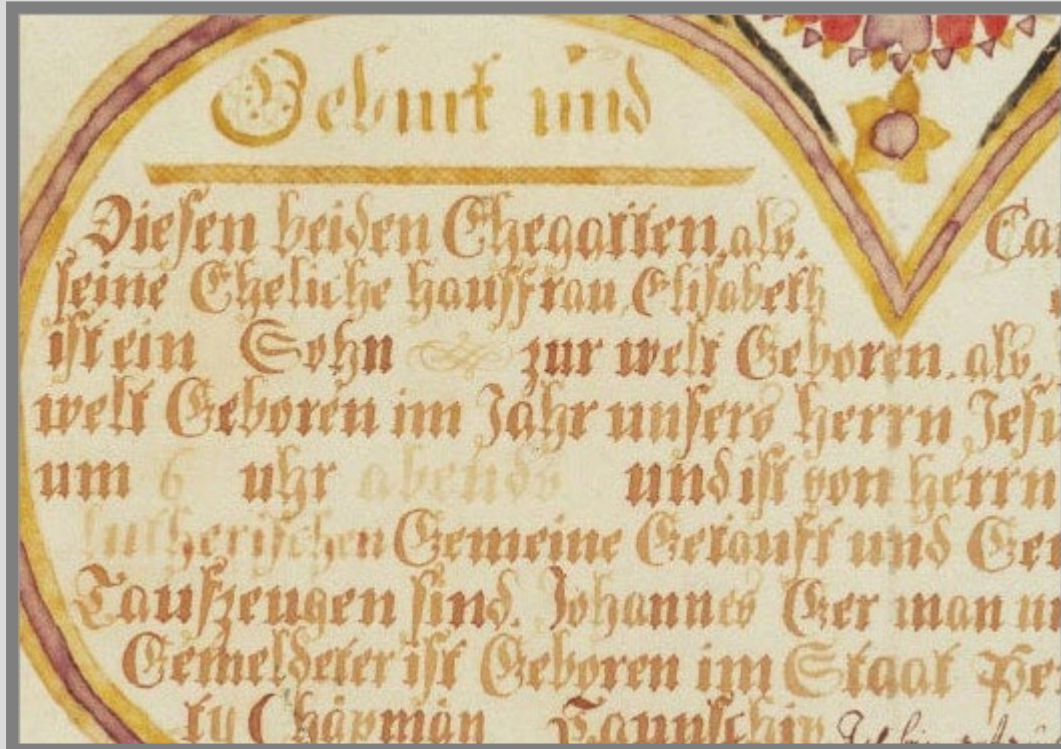 Geburt und
Diesen beiden Ehegatten, als.
seine Eheliche hausfrau, Elisabeth
ist ein Sohn zur welt Geboren. als.
welt Geboren im Jahr unsers herrn Jesu
um 6 uhr abends und ist von herrn
lutherischen Gemeine Getauft und
Taufzeugen sind. Johannes German
Gemeldeter ist Geboren im Staat Pe
ty Chapman Taunschip